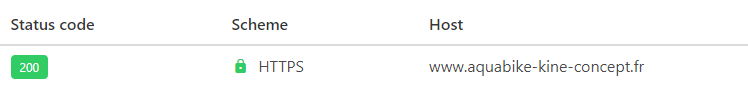 Status code Scheme Host
200 HTTPS www.aquabike-kine-concept.fr